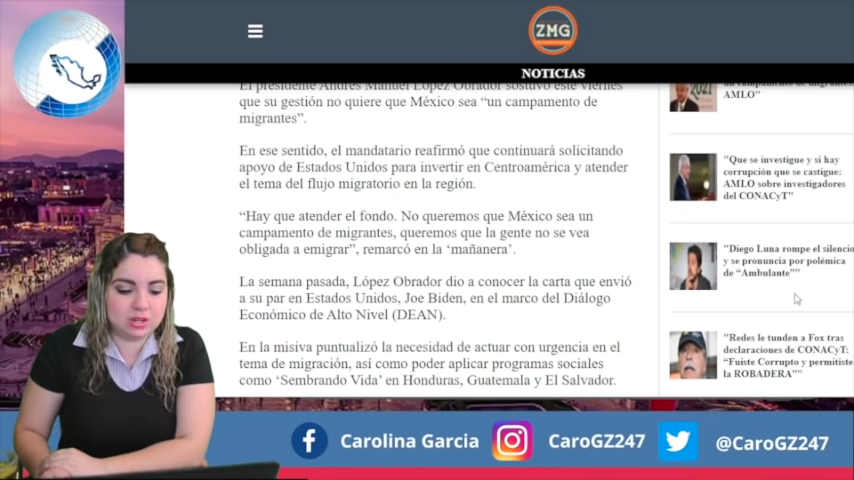 ZMG
NOTICIAS
El presidente Andrés Manuel López Obrador sostuvo este viernes
que su gestión no quiere que México sea “un campamento de
migrantes”.
En ese sentido, el mandatario reafirmó que continuará solicitando
apoyo de Estados Unidos para invertir en Centroamérica y atender
el tema del flujo migratorio en la región.
“Hay que atender el fondo. No queremos que México sea un
campamento de migrantes, queremos que la gente no se vea
obligada a emigrar”, remarcó en la ‘mañanera’.
La semana pasada, López Obrador dio a conocer la carta que envió
a su par en Estados Unidos, Joe Biden, en el marco del Diálogo
Económico de Alto Nivel (DEAN).
En la misiva puntualizó la necesidad de actuar con urgencia en el
tema de migración, así como poder aplicar programas sociales
como ‘Sembrando Vida’ en Honduras, Guatemala y El Salvador.
2021
un campamento de migrantes
AMLO"
"Que se investigue y si hay
corrupción que se castigue:
AMLO sobre investigadores
del CONACyT"
"Diego Luna rompe el silencio
y se pronuncia por polémica
de “Ambulante”"
"Redes le tunden a Fox tras
declaraciones de CONACyT:
“Fuiste Corrupto y permitiste
la ROBADERA”"
Carolina Garcia
CaroGZ247
@CaroGZ247